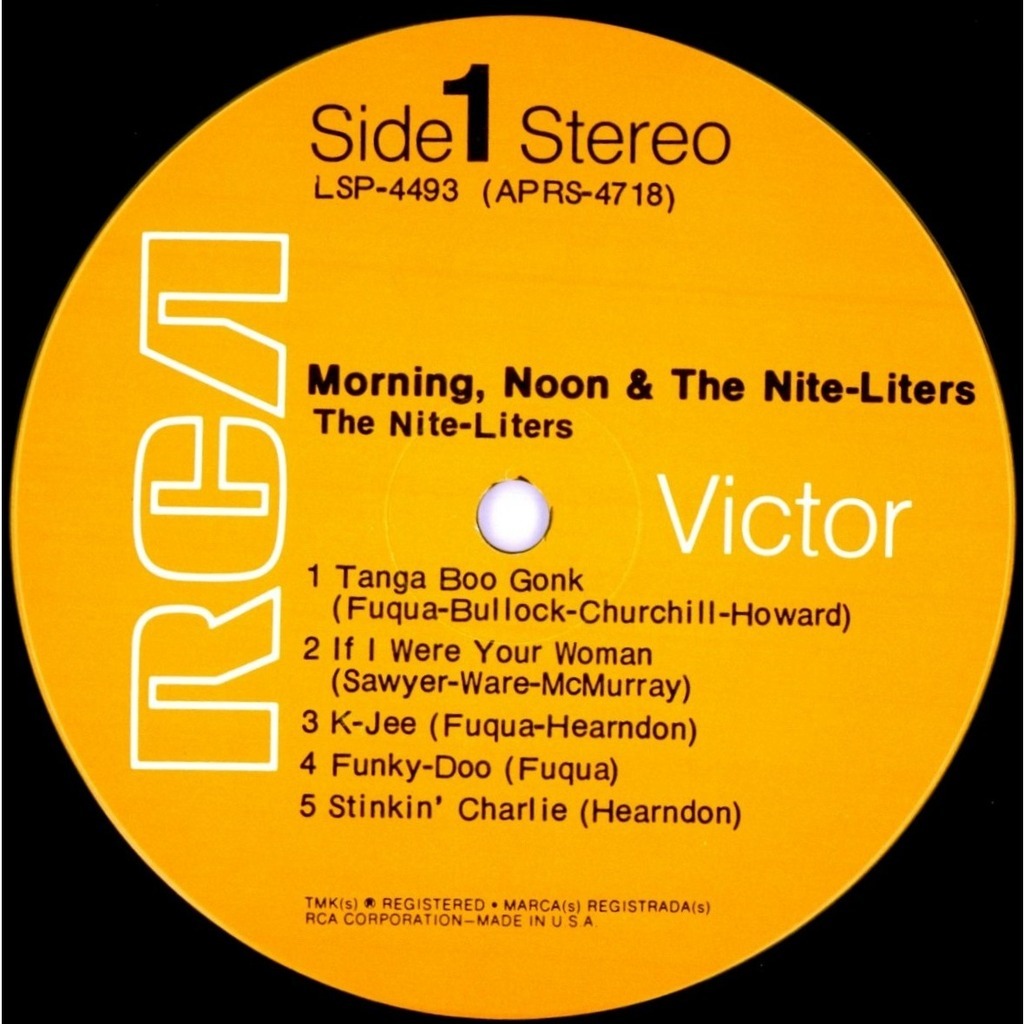 Side 1 Stereo
LSP-4493 (APRS-4718)
RCA
Morning, Noon & The Nite-Liters
The Nite-Liters
Victor
1 Tanga Boo Gonk
(Fuqua-Bullock-Churchill-Howard)
2 If I Were Your Woman
(Sawyer-Ware-McMurray)
3 K-Jee (Fuqua-Hearndon)
4 Funky-Doo (Fuqua)
5 Stinkin' Charlie (Hearndon)
TMK(s) ® REGISTERED • MARCA(s) REGISTRADA(s)
RCA CORPORATION—MADE IN U.S.A.